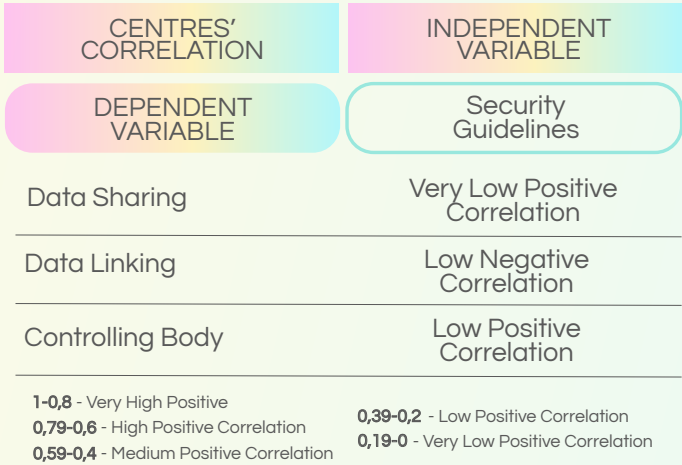 CENTRES'
CORRELATION
INDEPENDENT
VARIABLE
DEPENDENT
VARIABLE
Security
Guidelines
Data Sharing
Very Low Positive
Correlation
Data Linking
Low Negative
Correlation
Controlling Body
Low Positive
Correlation
1-0,8 - Very High Positive
0,79-0,6 - High Positive Correlation
0,59-0,4 - Medium Positive Correlation
0,39-0,2 - Low Positive Correlation
0,19-0 - Very Low Positive Correlation